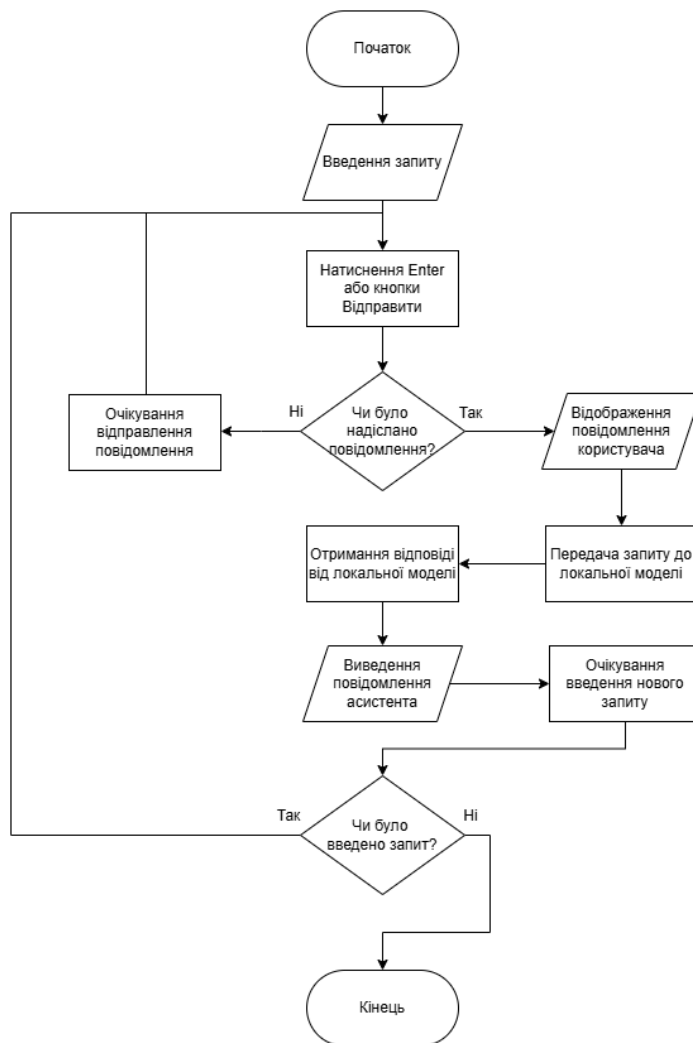 Початок
Введення запиту
Натиснення Enter
або кнопки
Відправити
Ні
Чи було
надіслано
повідомлення?
Так
Очікування
відправлення
повідомлення
Відображення
повідомлення
користувача
Отримання відповіді
від локальної моделі
Передача запиту до
локальної моделі
Виведення
повідомлення
асистента
Очікування
введення нового
запиту
Так
Чи було
введено запит?
Ні
Кінець